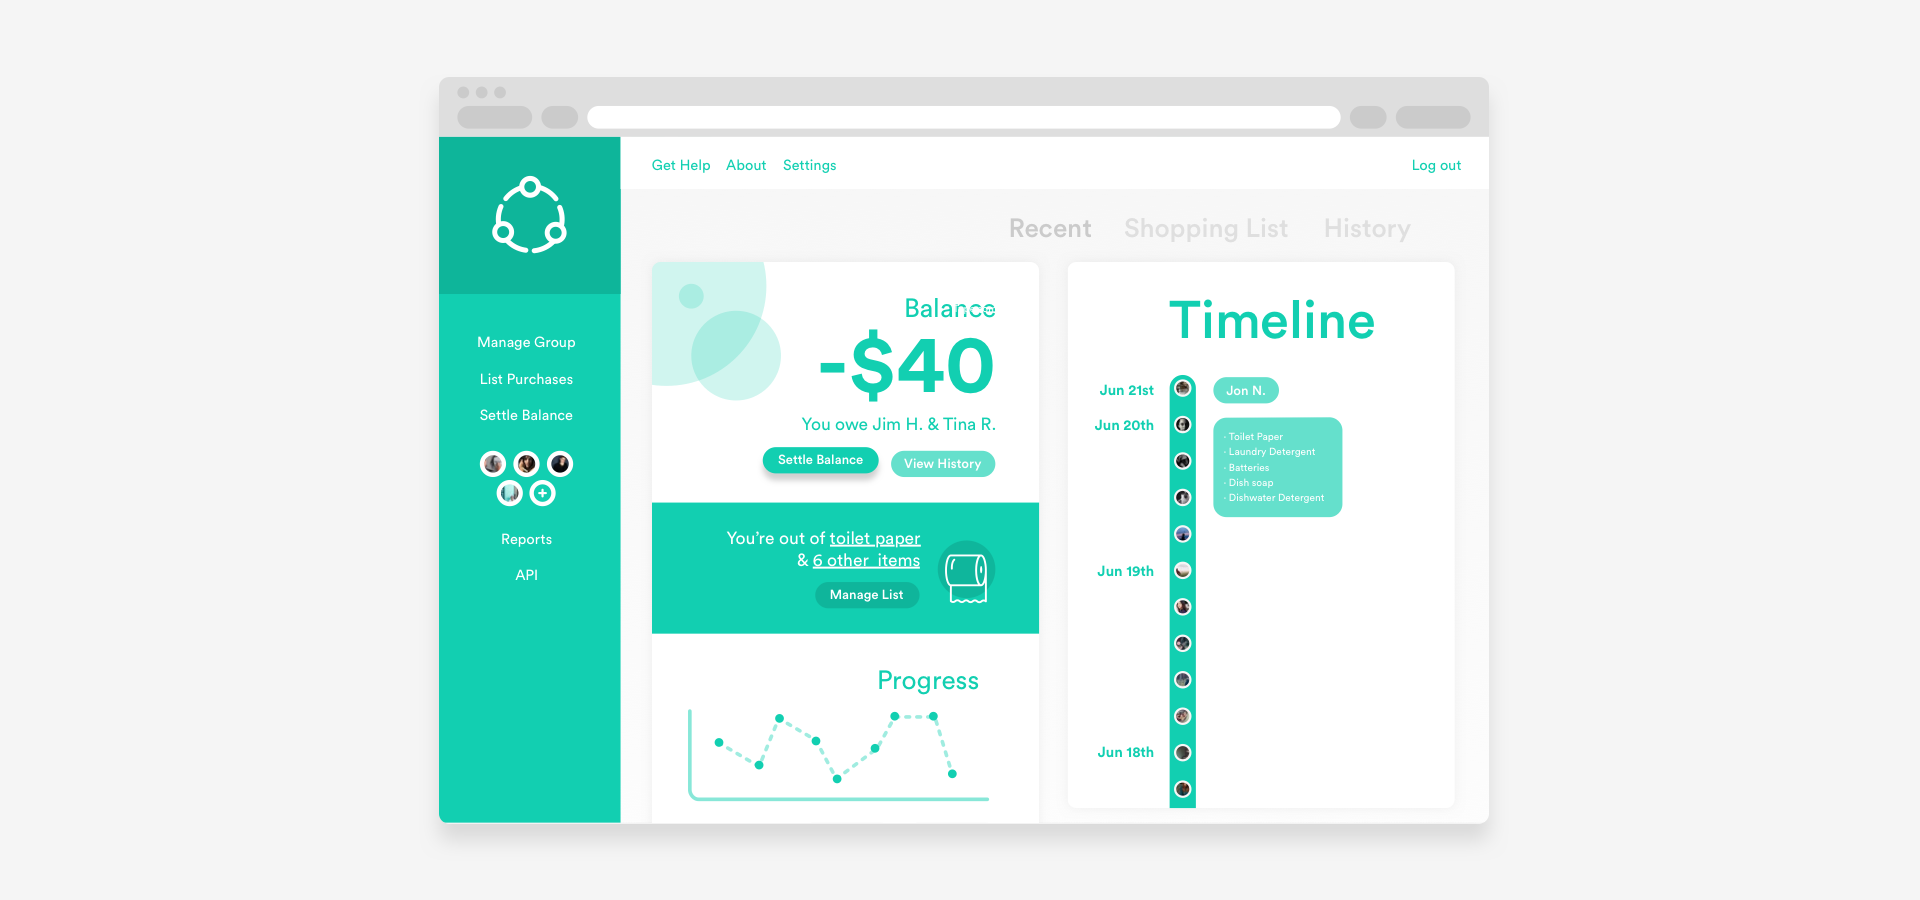 Get Help About Settings Log out
Manage Group
List Purchases
Settle Balance
Reports
API
Recent Shopping List History
Balance
-$40
You owe Jim H. & Tina R.
Settle Balance View History
You're out of toilet paper
& 6 other items
Manage List
Progress
Timeline
Jun 21st Jon N.
Jun 20th
· Toilet Paper
· Laundry Detergent
· Batteries
· Dish soap
· Dishwater Detergent
Jun 19th
Jun 18th